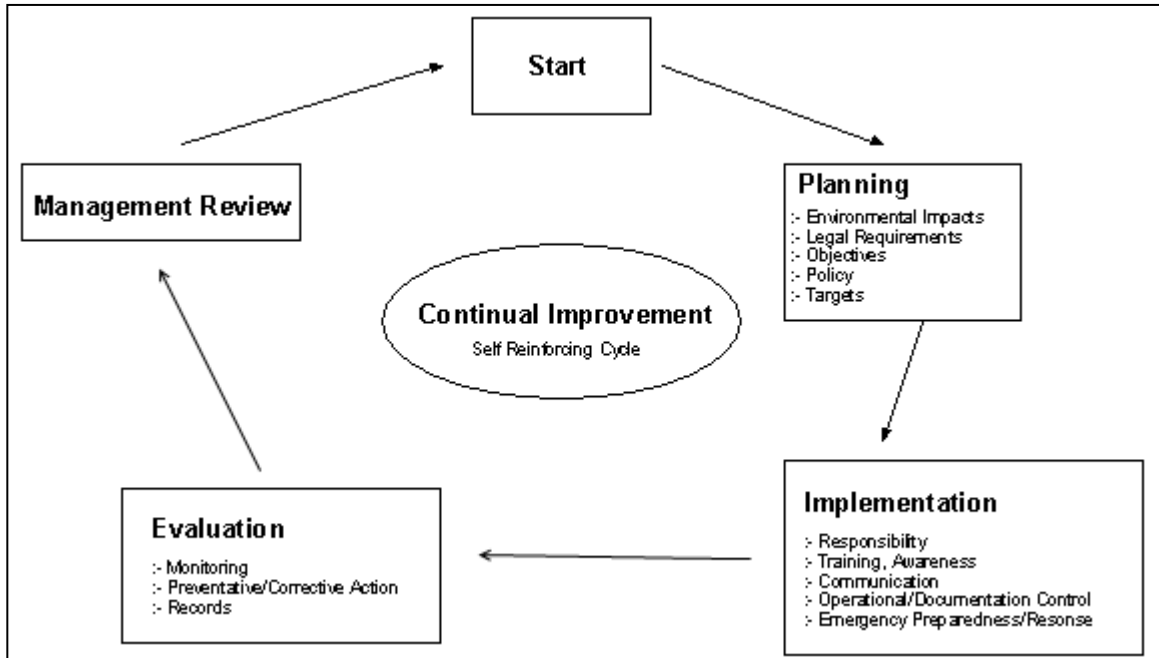 Start
Planning
:- Environmental Impacts
:- Legal Requirements
:- Objectives
:- Policy
:- Targets
Implementation
:- Responsibility
:- Training, Awareness
:- Communication
:- Operational/Documentation Control
:- Emergency Preparedness/Resonse
Evaluation
:- Monitoring
:- Preventative/Corrective Action
:- Records
Management Review
Continual Improvement
Self Reinforcing Cycle